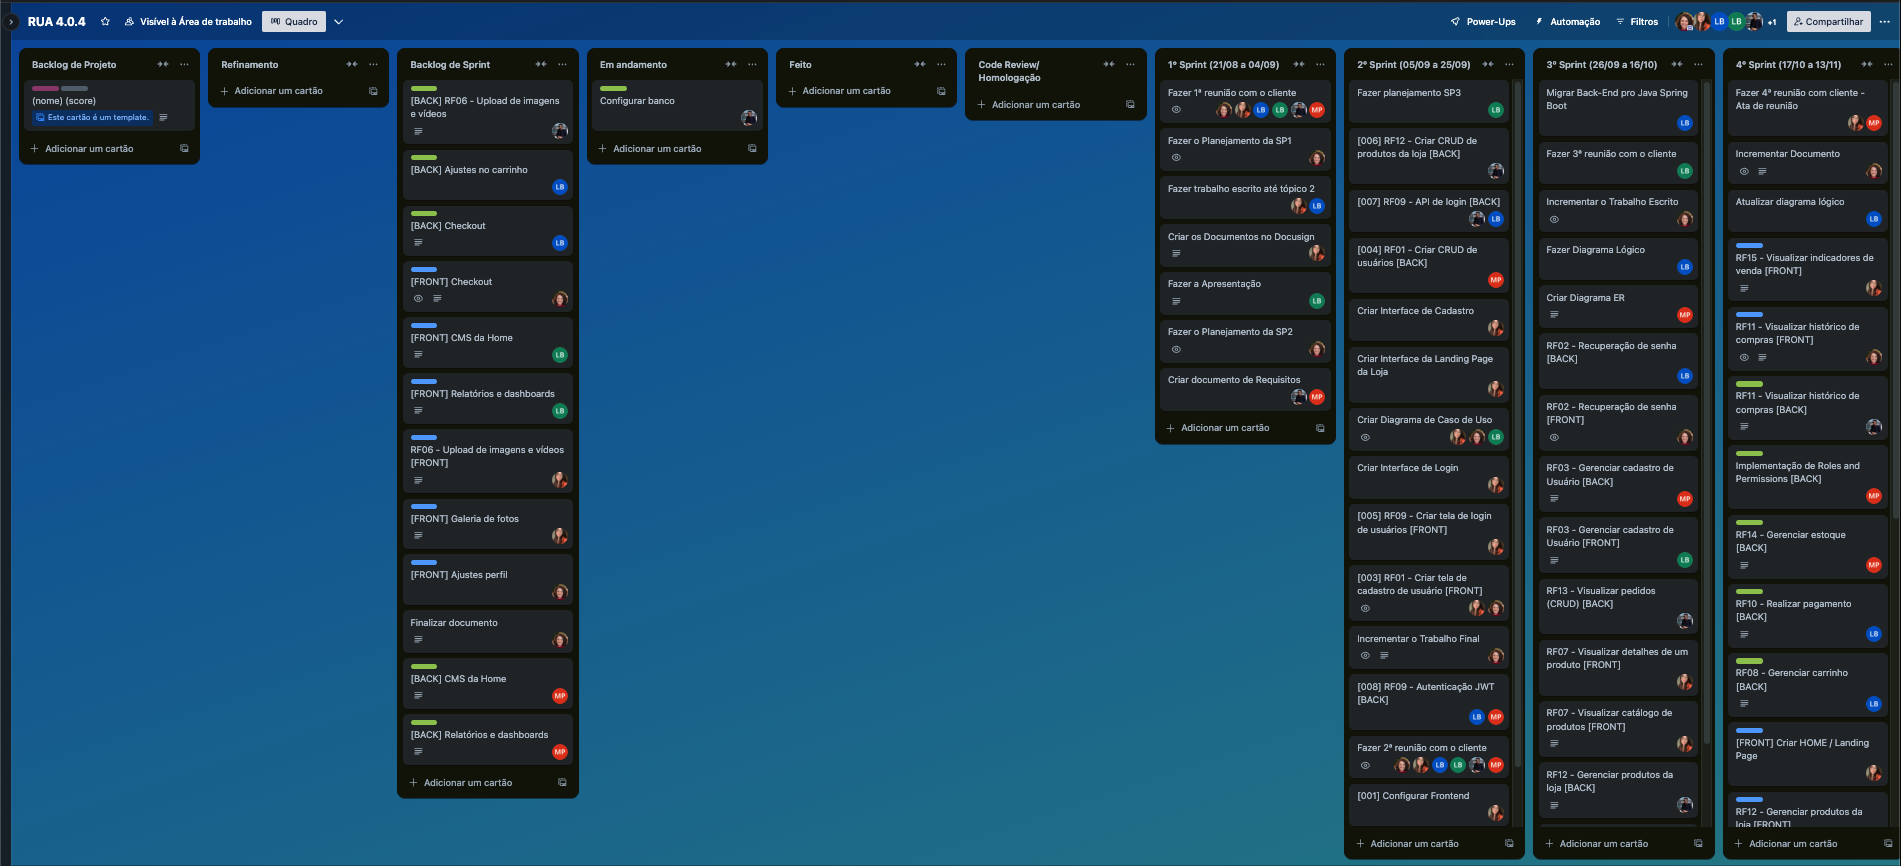 RUA 4.0.4
Visível à Área de trabalho
Quadro
Power-Ups
Automação
Filtros
LB
LB
+1
Compartilhar
Backlog de Projeto
(nome) (score)
Este cartão é um template.
Adicionar um cartão
Refinamento
Adicionar um cartão
Backlog de Sprint
[BACK] RF06 - Upload de imagens
e vídeos
[BACK] Ajustes no carrinho
LB
[BACK] Checkout
LB
[FRONT] Checkout
[FRONT] CMS da Home
LB
[FRONT] Relatórios e dashboards
LB
RF06 - Upload de imagens e vídeos
[FRONT]
[FRONT] Galeria de fotos
[FRONT] Ajustes perfil
Finalizar documento
[BACK] CMS da Home
MP
[BACK] Relatórios e dashboards
MP
Adicionar um cartão
Em andamento
Configurar banco
Adicionar um cartão
Feito
Adicionar um cartão
Code Review/
Homologação
Adicionar um cartão
1º Sprint (21/08 a 04/09)
Fazer 1ª reunião com o cliente
LB
LB
MP
Fazer o Planejamento da SP1
Fazer trabalho escrito até tópico 2
LB
Criar os Documentos no Docusign
Fazer a Apresentação
LB
Fazer o Planejamento da SP2
Criar documento de Requisitos
MP
Adicionar um cartão
2º Sprint (05/09 a 25/09)
Fazer planejamento SP3
LB
[006] RF12 - Criar CRUD de
produtos da loja [BACK]
[007] RF09 - API de login [BACK]
LB
[004] RF01 - Criar CRUD de
usuários [BACK]
MP
Criar Interface de Cadastro
Criar Interface da Landing Page
da Loja
Criar Diagrama de Caso de Uso
LB
Criar Interface de Login
[005] RF09 - Criar tela de login
de usuários [FRONT]
[003] RF01 - Criar tela de
cadastro de usuário [FRONT]
Incrementar o Trabalho Final
[008] RF09 - Autenticação JWT
[BACK]
LB
MP
Fazer 2ª reunião com o cliente
LB
LB
MP
[001] Configurar Frontend
Adicionar um cartão
3º Sprint (26/09 a 16/10)
Migrar Back-End pro Java Spring
Boot
LB
Fazer 3ª reunião com o cliente
LB
Incrementar o Trabalho Escrito
Fazer Diagrama Lógico
LB
Criar Diagrama ER
MP
RF02 - Recuperação de senha
[BACK]
LB
RF02 - Recuperação de senha
[FRONT]
RF03 - Gerenciar cadastro de
Usuário [BACK]
MP
RF03 - Gerenciar cadastro de
Usuário [FRONT]
LB
RF13 - Visualizar pedidos
(CRUD) [BACK]
RF07 - Visualizar detalhes de um
produto [FRONT]
RF07 - Visualizar catálogo de
produtos [FRONT]
RF12 - Gerenciar produtos da
loja [BACK]
Adicionar um cartão
4º Sprint (17/10 a 13/11)
Fazer 4ª reunião com cliente -
Ata de reunião
MP
Incrementar Documento
Atualizar diagrama lógico
LB
RF15 - Visualizar indicadores de
venda [FRONT]
RF11 - Visualizar histórico de
compras [FRONT]
RF11 - Visualizar histórico de
compras [BACK]
Implementação de Roles and
Permissions [BACK]
MP
RF14 - Gerenciar estoque
[BACK]
MP
RF10 - Realizar pagamento
[BACK]
LB
RF08 - Gerenciar carrinho
[BACK]
LB
[FRONT] Criar HOME / Landing
Page
RF12 - Gerenciar produtos da
loja [FRONT]
Adicionar um cartão